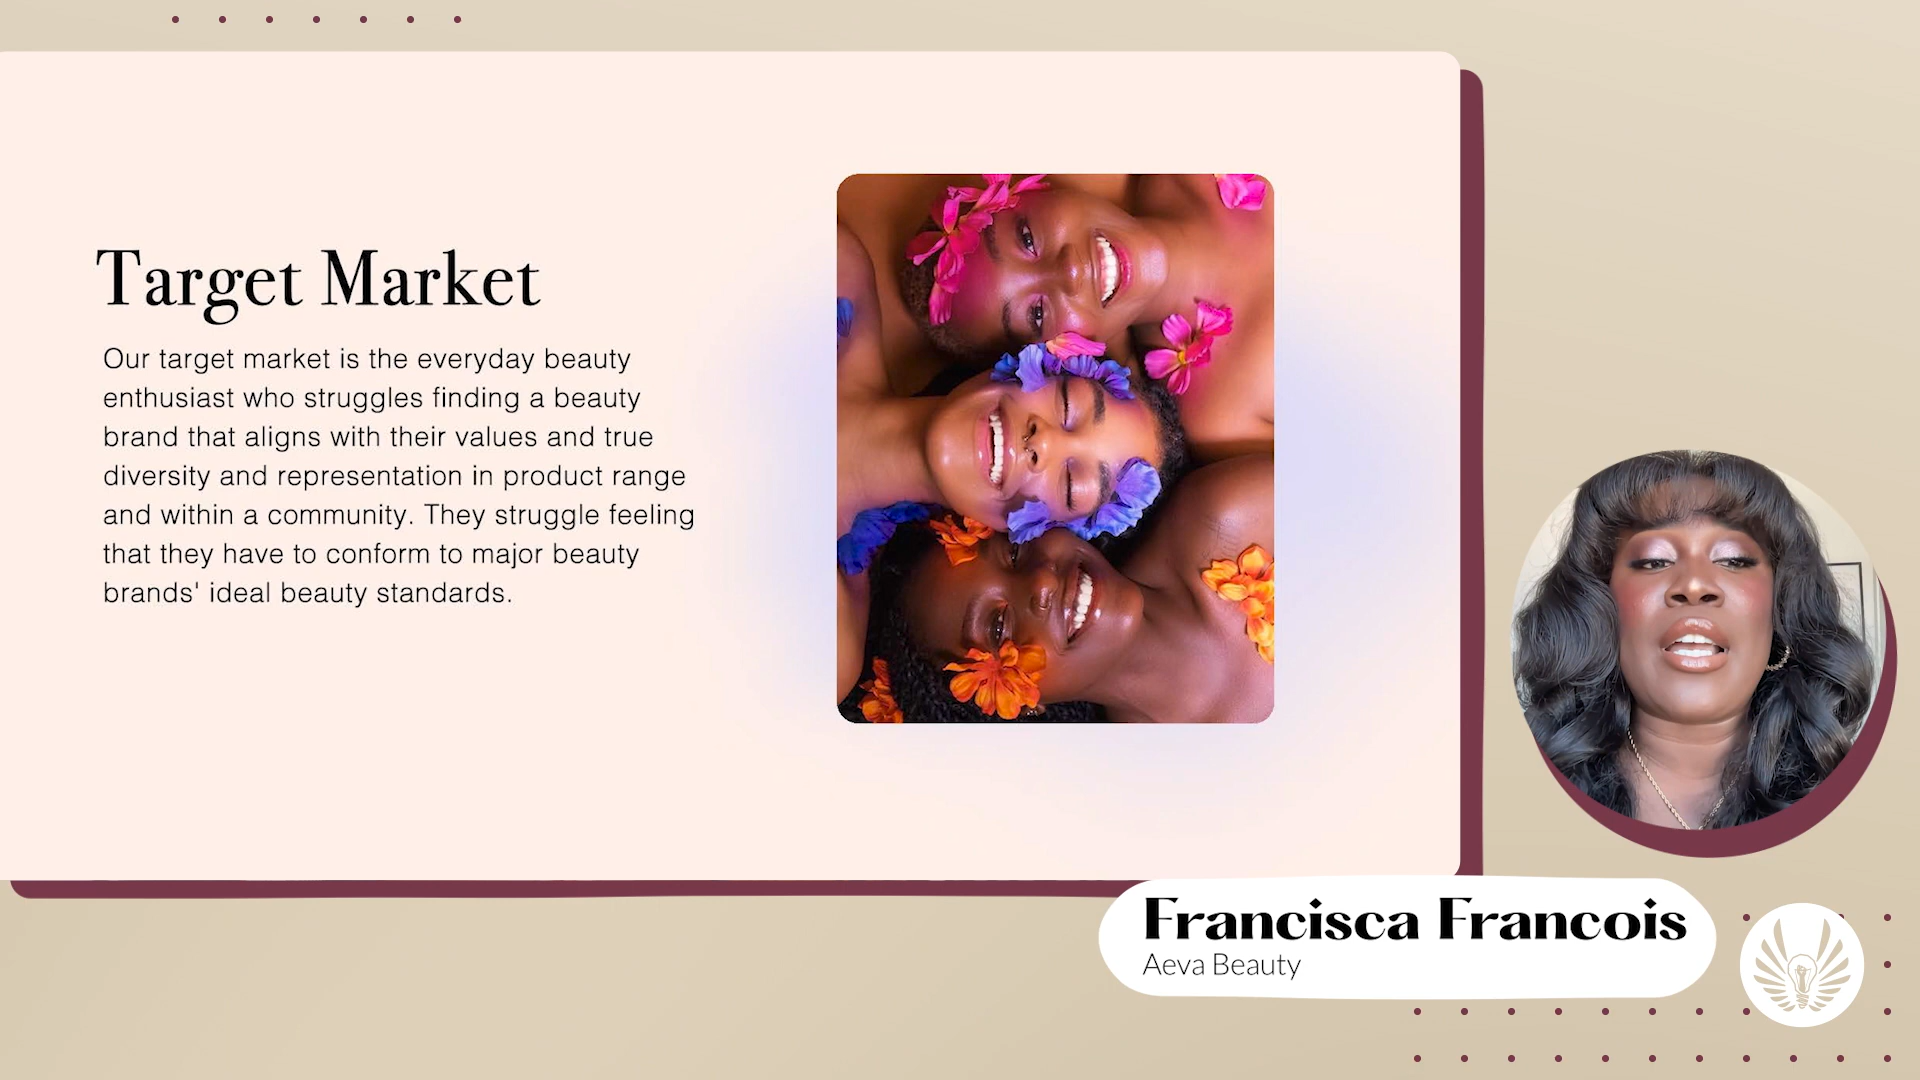 Target Market
Our target market is the everyday beauty
enthusiast who struggles finding a beauty
brand that aligns with their values and true
diversity and representation in product range
and within a community. They struggle feeling
that they have to conform to major beauty
brands' ideal beauty standards.
Francisca Francois
Aeva Beauty